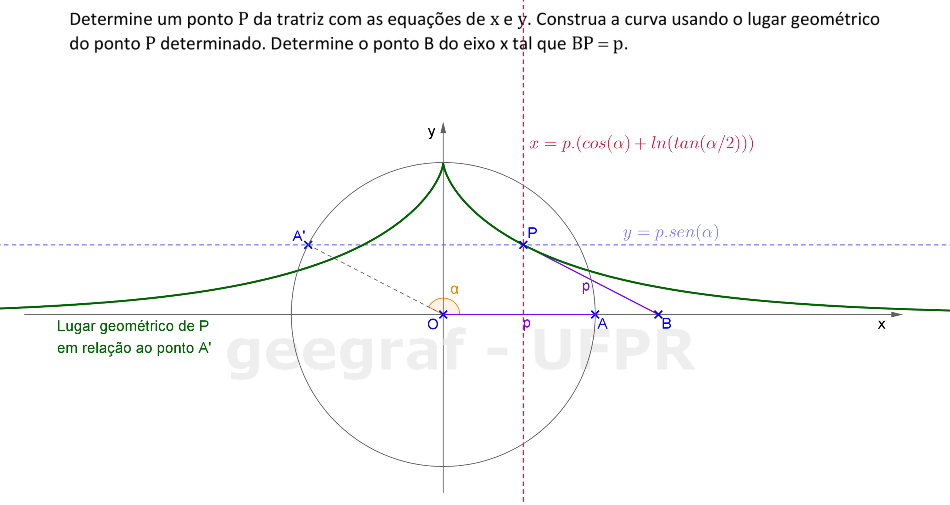 Determine um ponto P da tratriz com as equações de x e y. Construa a curva usando o lugar geométrico
do ponto P determinado. Determine o ponto B do eixo x tal que BP = p.
y
x = p.(cos(α) + ln(tan(α/2)))
A'
P
y = p.sen(α)
α
p
O
p
A
B
x
Lugar geométrico de P
em relação ao ponto A'
geegraf - UFPR